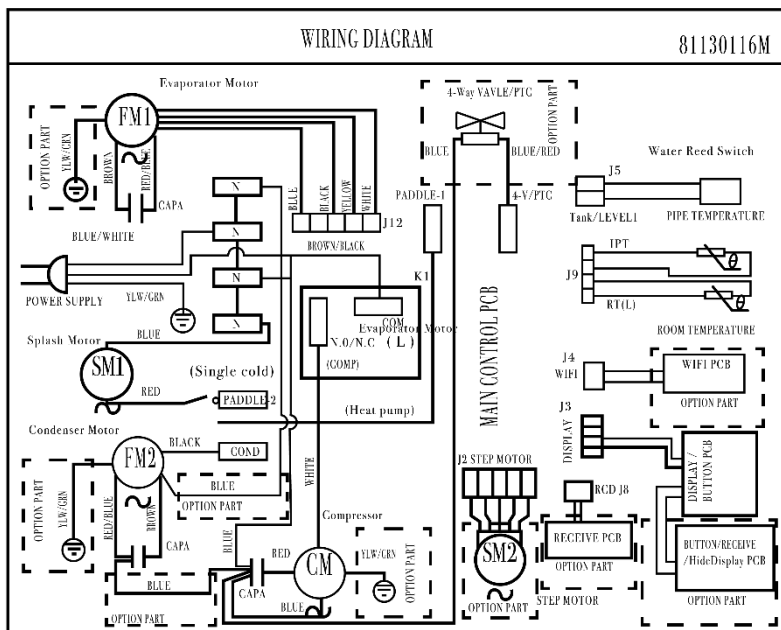 WIRING DIAGRAM
81130116M
Evaporator Motor
4-Way VAVLE/PTC
OPTION PART
FM1
OPTION PART
YLW/GRN
BROWN
RED/BLUE
CAPA
BLUE/WHITE
N
N
N
N
BLUE
BLACK
YELLOW
WHITE
J12
BROWN/BLACK
BLUE
BLUE/RED
PADDLE-1
4-V/PTC
Water Reed Switch
J5
Tank/LEVEL1
PIPE TEMPERATURE
IPT
J9
RT(L)
ROOM TEMPERATURE
POWER SUPPLY
YLW/GRN
K1
COM
Evaporator Motor
N.O/N.C
( L )
(COMP)
MAIN CONTROL PCB
BLUE
Splash Motor
SM1
RED
(Single cold)
PADDLE-2
(Heat pump)
J4
WIFI
WIFI PCB
OPTION PART
J3
DISPLAY
DISPLAY /
BUTTON PCB
Condenser Motor
FM2
BLACK
COND
BLUE
OPTION PART
OPTION PART
YLW/GRN
RED/BLUE
BROWN
CAPA
BLUE
OPTION PART
WHITE
BLUE
Compressor
CM
RED
CAPA
BLUE
YLW/GRN
OPTION PART
J2 STEP MOTOR
SM2
OPTION PART
STEP MOTOR
RCD J8
RECEIVE PCB
OPTION PART
BUTTON/RECEIVE
/HideDisplay PCB
OPTION PART